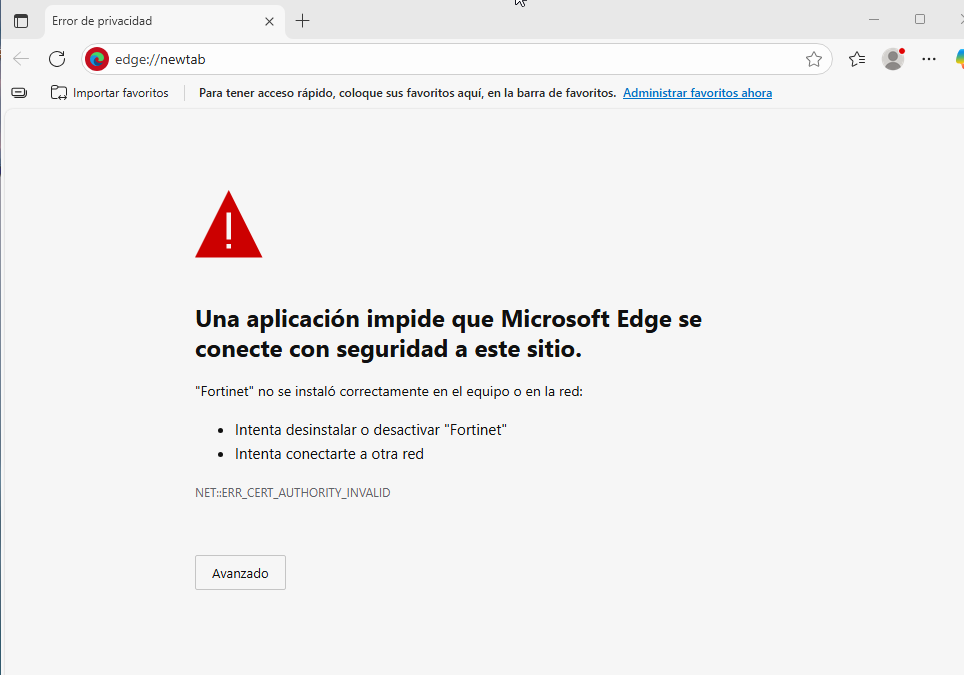 Error de privacidad
edge://newtab
Importar favoritos
Para tener acceso rápido, coloque sus favoritos aquí, en la barra de favoritos. Administrar favoritos ahora
Una aplicación impide que Microsoft Edge se
conecte con seguridad a este sitio.
"Fortinet" no se instaló correctamente en el equipo o en la red:
• Intenta desinstalar o desactivar "Fortinet"
• Intenta conectarte a otra red
NET::ERR_CERT_AUTHORITY_INVALID
Avanzado